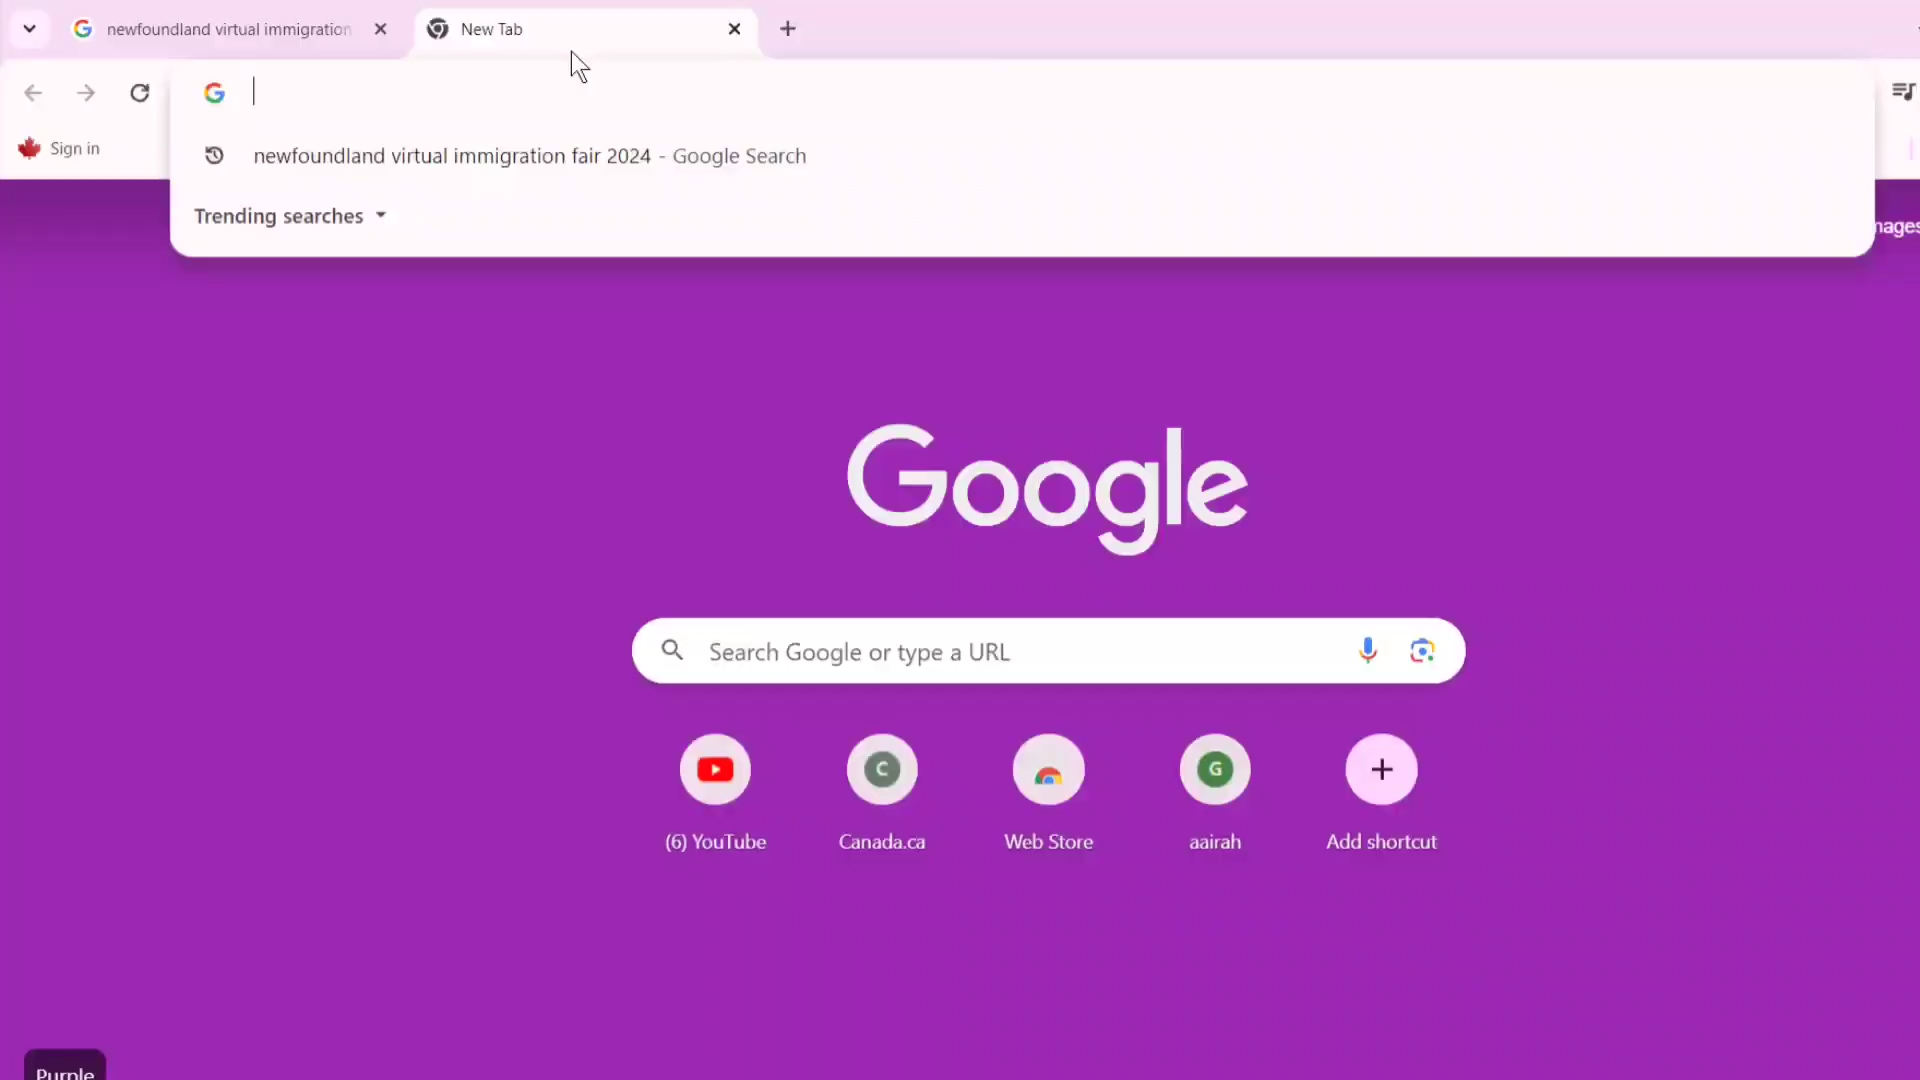 newfoundland virtual immigration
New Tab
Sign in
newfoundland virtual immigration fair 2024 - Google Search
Trending searches
Google
Search Google or type a URL
C
G
(6) YouTube
Canada.ca
Web Store
aairah
Add shortcut
Purple